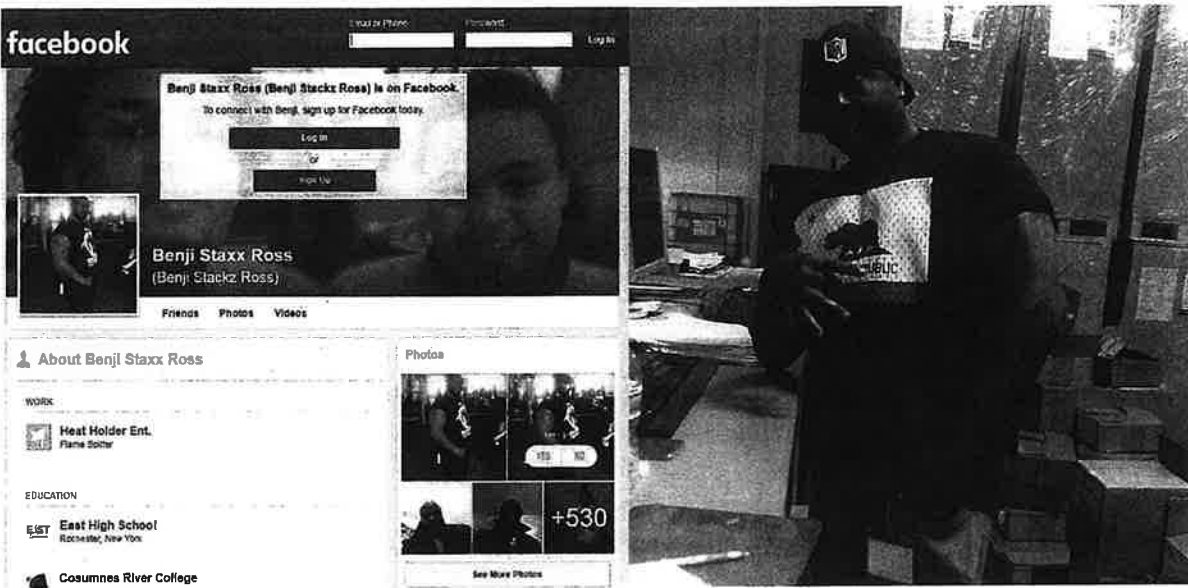 facebook
Email or Phone
Password
Log In
Benji Staxx Ross (Benji Stackz Ross) is on Facebook.
To connect with Benji, sign up for Facebook today.
Log In
or
Sign Up
Benji Staxx Ross
(Benji Stackz Ross)
Friends Photos Videos
About Benji Staxx Ross
WORK
Heat Holder Ent.
Flame Spitter
EDUCATION
EAST
East High School
Rochester, New York
Cosumnes River College
Photos
YES NO
+530
See More Photos